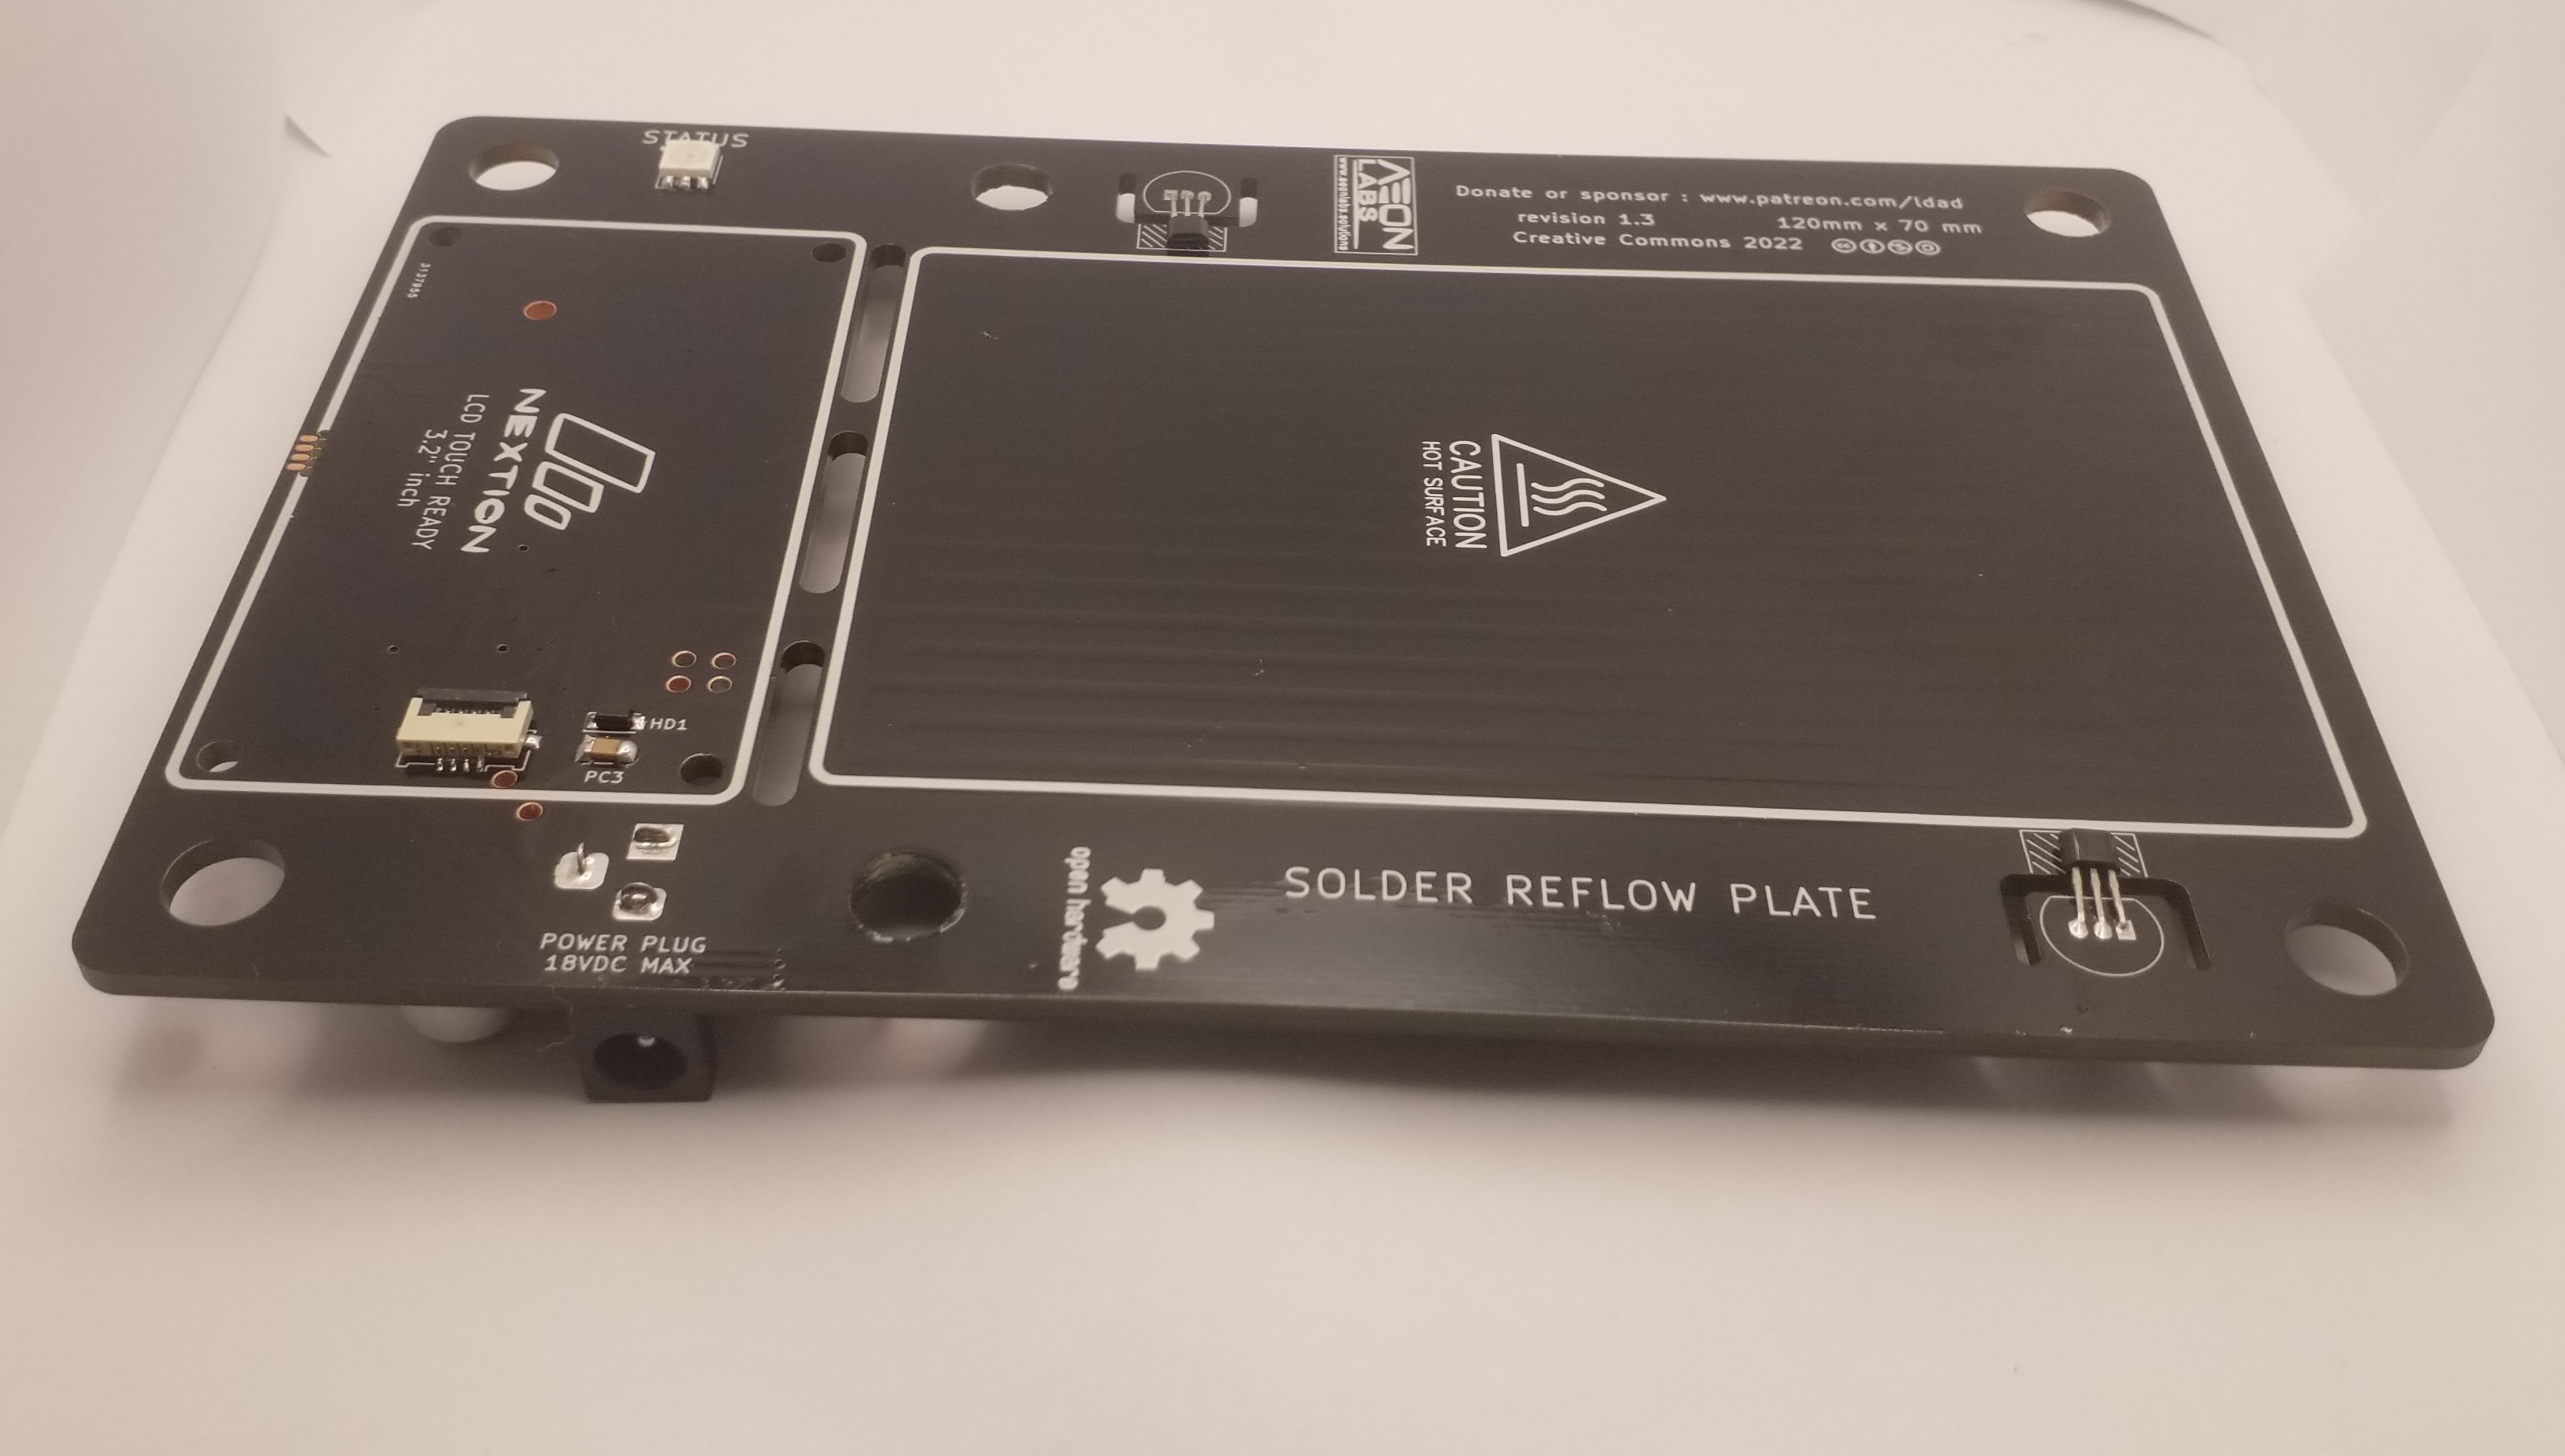 STATUS
AEON
LABS
www.aeonlabs.solutions
Donate or sponsor : www.patreon.com/ldad
revision 1.3
120mm x 70 mm
Creative Commons 2022
3137955
NEXTION
LCD TOUCH READY
3.2" inch
CAUTION
HOT SURFACE
HD1
PC3
POWER PLUG
18VDC MAX
open hardware
SOLDER REFLOW PLATE